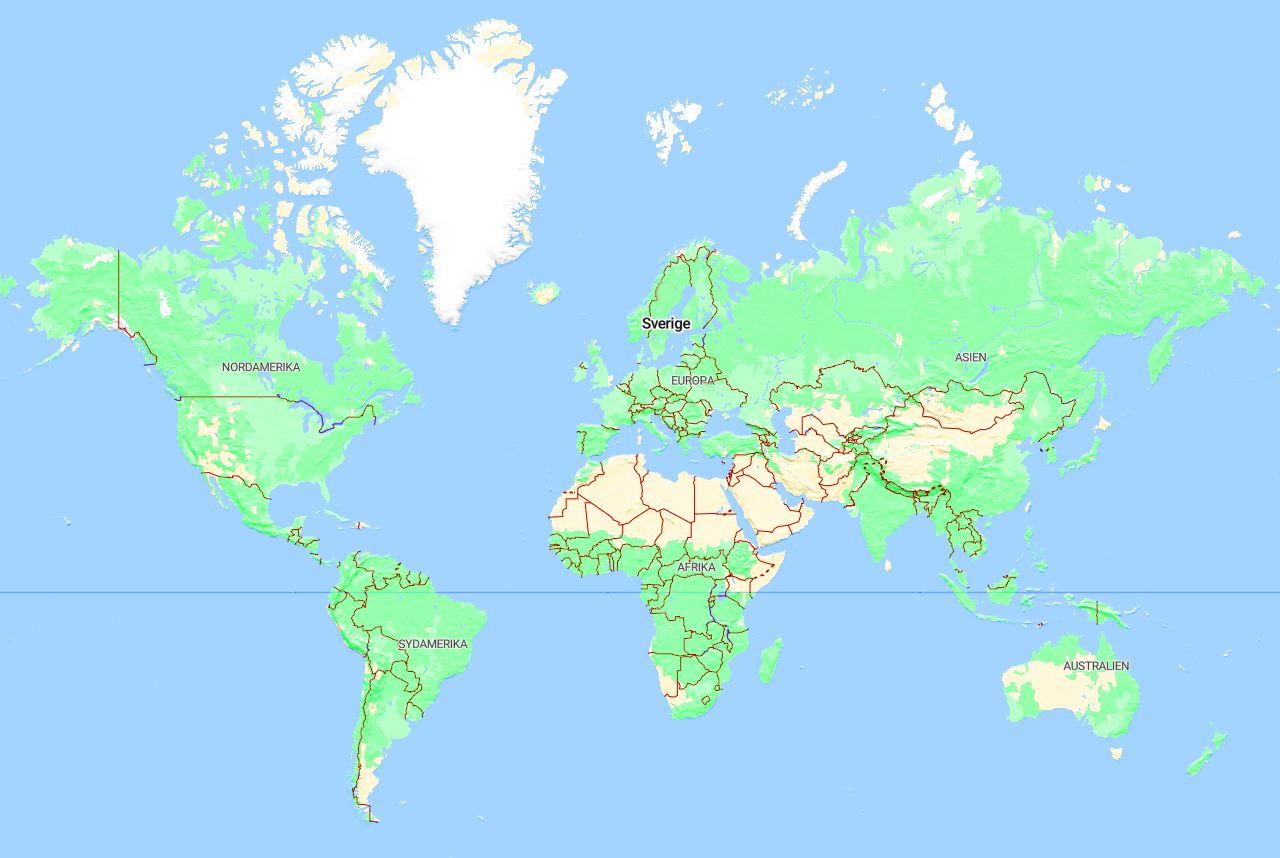 Sverige
ASIEN
NORDAMERIKA
EUROPA
AFRIKA
SYDAMERIKA
AUSTRALIEN